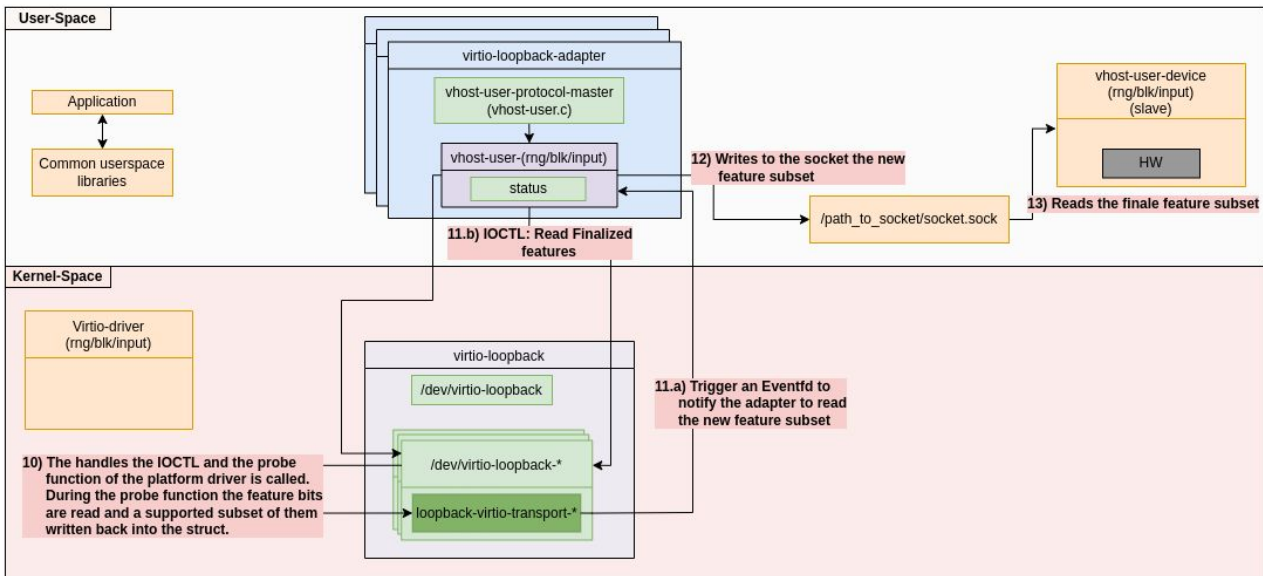 User-Space
virtio-loopback-adapter
vhost-user-protocol-master
(vhost-user.c)
vhost-user-(rng/blk/input)
status
Application
Common userspace
libraries
vhost-user-device
(rng/blk/input)
(slave)
HW
12) Writes to the socket the new
feature subset
/path_to_socket/socket.sock
13) Reads the finale feature subset
11.b) IOCTL: Read Finalized
features
Kernel-Space
Virtio-driver
(rng/blk/input)
virtio-loopback
/dev/virtio-loopback
11.a) Trigger an Eventfd to
notify the adapter to read
the new feature subset
/dev/virtio-loopback-*
loopback-virtio-transport-*
10) The handles the IOCTL and the probe
function of the platform driver is called.
During the probe function the feature bits
are read and a supported subset of them
written back into the struct.